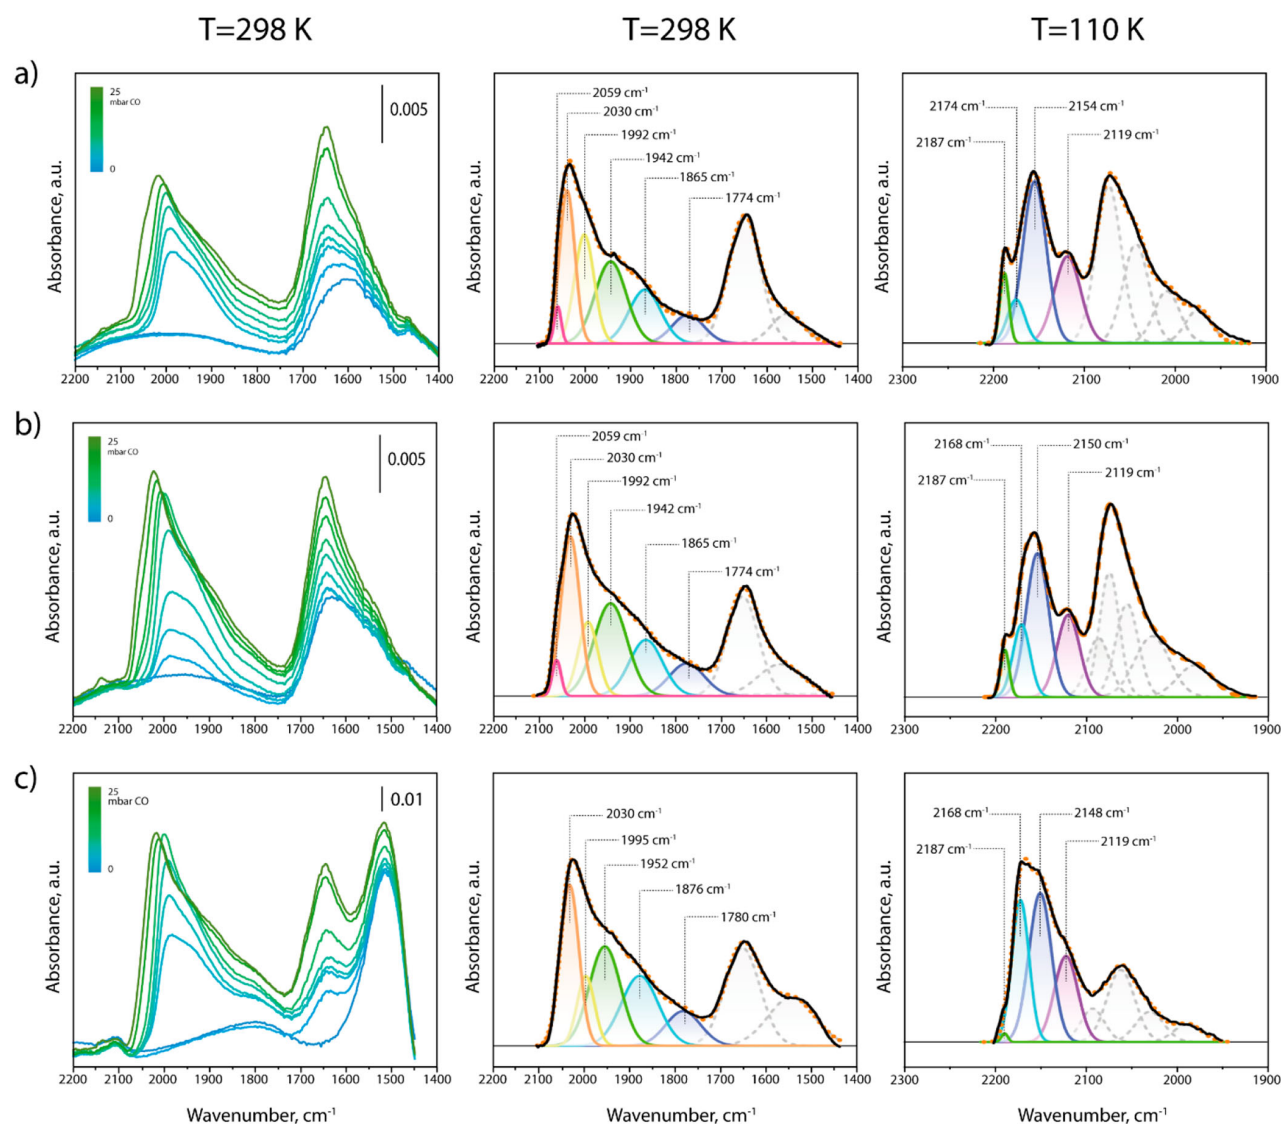 T=298 K
T=298 K
T=110 K
a)
25
mbar CO
0
0.005
Absorbance, a.u.
2200 2100 2000 1900 1800 1700 1600 1500 1400
2059 cm⁻¹
2030 cm⁻¹
1992 cm⁻¹
1942 cm⁻¹
1865 cm⁻¹
1774 cm⁻¹
Absorbance, a.u.
2200 2100 2000 1900 1800 1700 1600 1500 1400
2174 cm⁻¹
2154 cm⁻¹
2187 cm⁻¹
2119 cm⁻¹
Absorbance, a.u.
2300 2200 2100 2000 1900
b)
25
mbar CO
0
0.005
Absorbance, a.u.
2200 2100 2000 1900 1800 1700 1600 1500 1400
2059 cm⁻¹
2030 cm⁻¹
1992 cm⁻¹
1942 cm⁻¹
1865 cm⁻¹
1774 cm⁻¹
Absorbance, a.u.
2200 2100 2000 1900 1800 1700 1600 1500 1400
2168 cm⁻¹
2150 cm⁻¹
2187 cm⁻¹
2119 cm⁻¹
Absorbance, a.u.
2300 2200 2100 2000 1900
c)
25
mbar CO
0
0.01
Absorbance, a.u.
2200 2100 2000 1900 1800 1700 1600 1500 1400
Wavenumber, cm⁻¹
2030 cm⁻¹
1995 cm⁻¹
1952 cm⁻¹
1876 cm⁻¹
1780 cm⁻¹
Absorbance, a.u.
2200 2100 2000 1900 1800 1700 1600 1500 1400
Wavenumber, cm⁻¹
2168 cm⁻¹
2148 cm⁻¹
2187 cm⁻¹
2119 cm⁻¹
Absorbance, a.u.
2300 2200 2100 2000 1900
Wavenumber, cm⁻¹